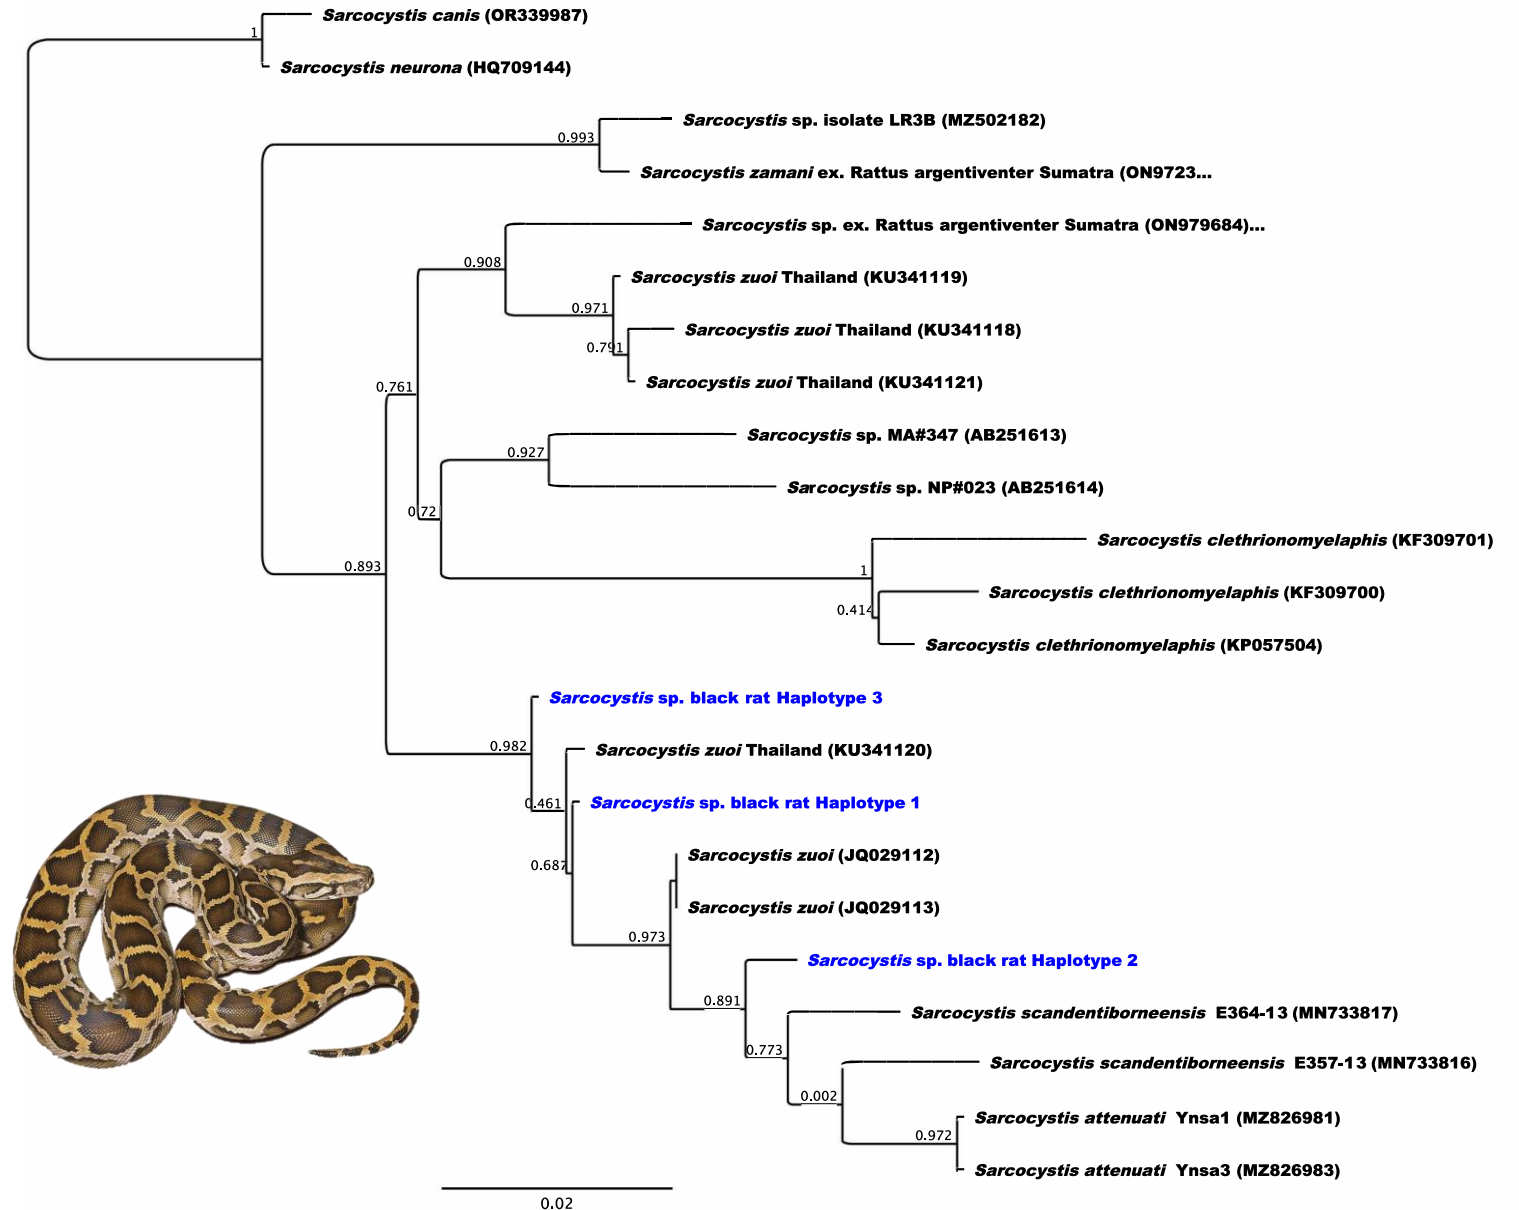 Sarcocystis canis (OR339987)
1
Sarcocystis neurona (HQ709144)
Sarcocystis sp. isolate LR3B (MZ502182)
0.993
Sarcocystis zamani ex. Rattus argentiventer Sumatra (ON9723...
Sarcocystis sp. ex. Rattus argentiventer Sumatra (ON979684)...
0.908
Sarcocystis zuoi Thailand (KU341119)
0.971
Sarcocystis zuoi Thailand (KU341118)
0.791
Sarcocystis zuoi Thailand (KU341121)
0.761
Sarcocystis sp. MA#347 (AB251613)
0.927
Sarcocystis sp. NP#023 (AB251614)
0.72
Sarcocystis clethrionomyelaphis (KF309701)
0.893
1
Sarcocystis clethrionomyelaphis (KF309700)
0.414
Sarcocystis clethrionomyelaphis (KP057504)
Sarcocystis sp. black rat Haplotype 3
0.982
Sarcocystis zuoi Thailand (KU341120)
0.461
Sarcocystis sp. black rat Haplotype 1
Sarcocystis zuoi (JQ029112)
0.687
Sarcocystis zuoi (JQ029113)
0.973
Sarcocystis sp. black rat Haplotype 2
0.891
Sarcocystis scandentiborneensis E364-13 (MN733817)
0.773
Sarcocystis scandentiborneensis E357-13 (MN733816)
0.002
Sarcocystis attenuati Ynsa1 (MZ826981)
0.972
Sarcocystis attenuati Ynsa3 (MZ826983)
0.02